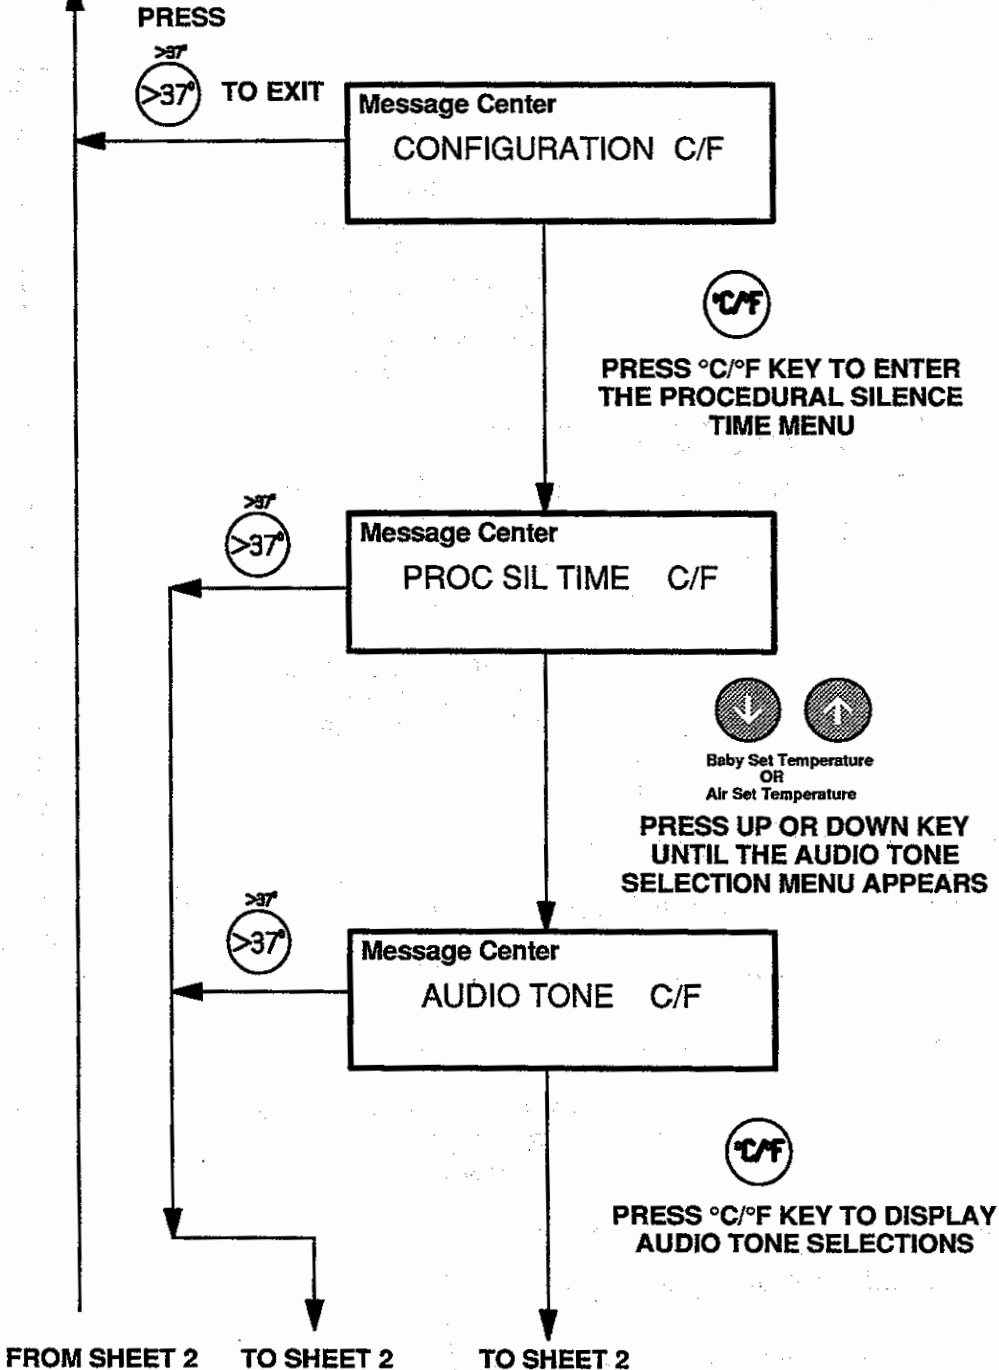 PRESS
>37°
>37° TO EXIT
Message Center
CONFIGURATION C/F
°C/°F
PRESS °C/°F KEY TO ENTER
THE PROCEDURAL SILENCE
TIME MENU
>37°
>37°
Message Center
PROC SIL TIME C/F
Baby Set Temperature
OR
Air Set Temperature
PRESS UP OR DOWN KEY
UNTIL THE AUDIO TONE
SELECTION MENU APPEARS
>37°
>37°
Message Center
AUDIO TONE C/F
°C/°F
PRESS °C/°F KEY TO DISPLAY
AUDIO TONE SELECTIONS
FROM SHEET 2 TO SHEET 2 TO SHEET 2